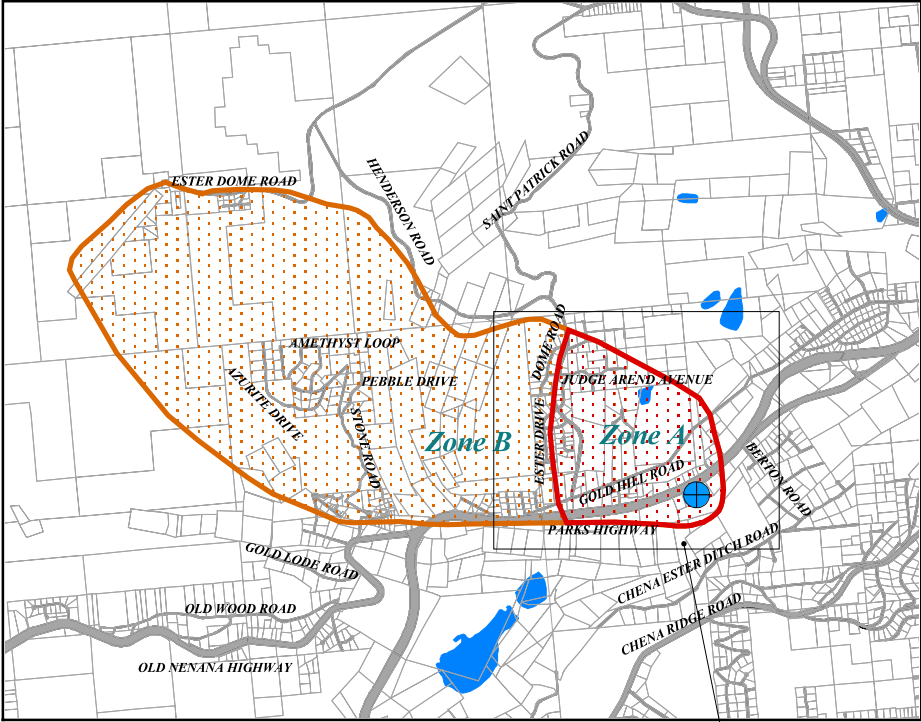 ESTER DOME ROAD
HENDERSON ROAD
SAINT PATRICK ROAD
DOME ROAD
AMETHYST LOOP
PEBBLE DRIVE
JUDGE AREND AVENUE
AZURITE DRIVE
STONE ROAD
Zone B
ESTER DRIVE
Zone A
GOLD HILL ROAD
BERTON ROAD
PARKS HIGHWAY
GOLD LODE ROAD
CHENA ESTER DITCH ROAD
OLD WOOD ROAD
CHENA RIDGE ROAD
OLD NENANA HIGHWAY